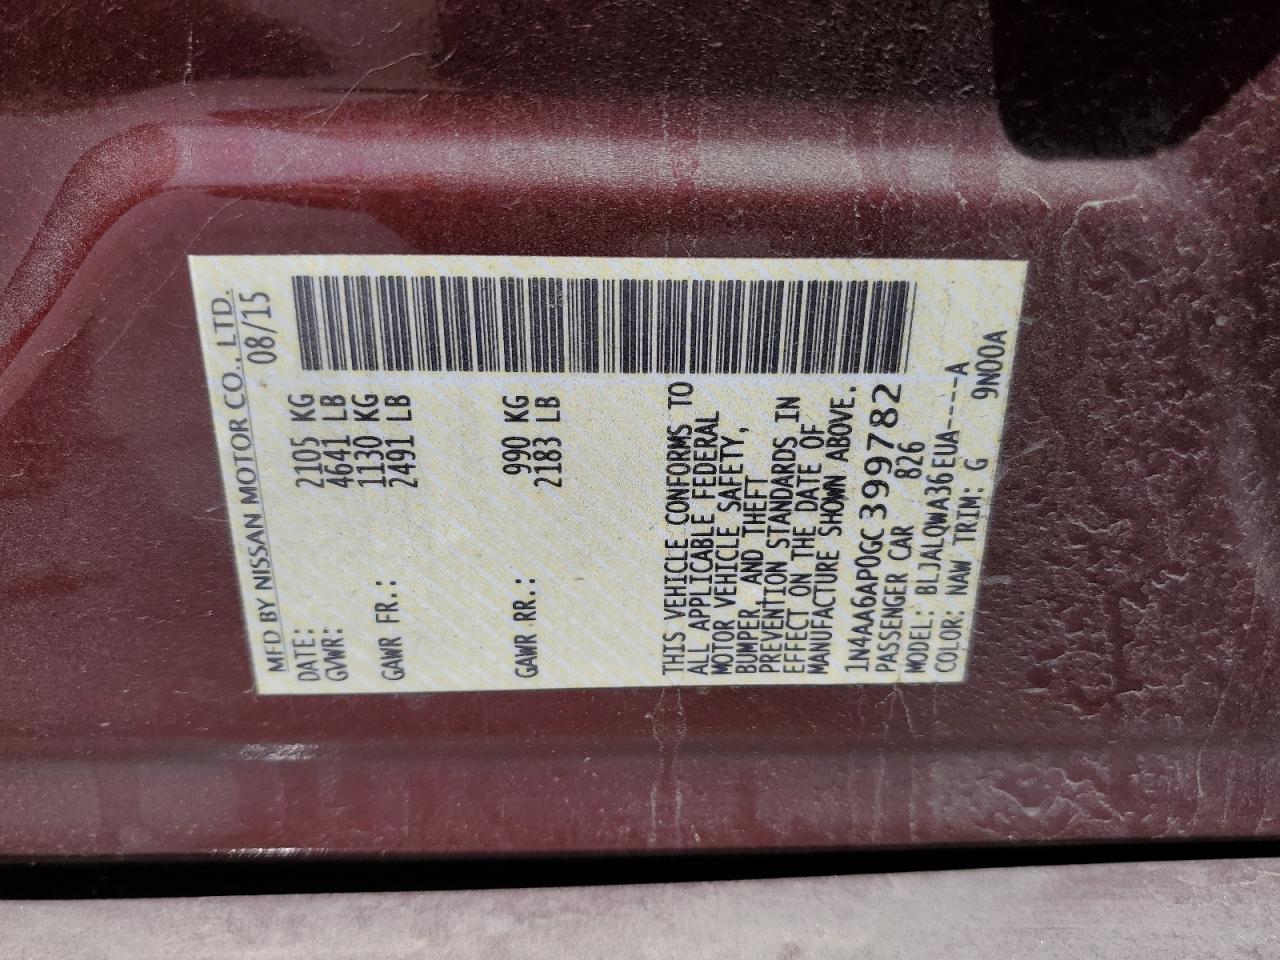 MFD BY NISSAN MOTOR CO., LTD.
DATE: 08/15
GVWR: 2105 KG
4641 LB
GAWR FR.: 1130 KG
2491 LB
GAWR RR.: 990 KG
2183 LB
THIS VEHICLE CONFORMS TO
ALL APPLICABLE FEDERAL
MOTOR VEHICLE SAFETY,
BUMPER, AND THEFT
PREVENTION STANDARDS IN
EFFECT ON THE DATE OF
MANUFACTURE SHOWN ABOVE.
1N4AA6AP0GC399782
PASSENGER CAR 826
MODEL: BLJALQWA36EUA----A
COLOR: NAW TRIM: G 9N00A